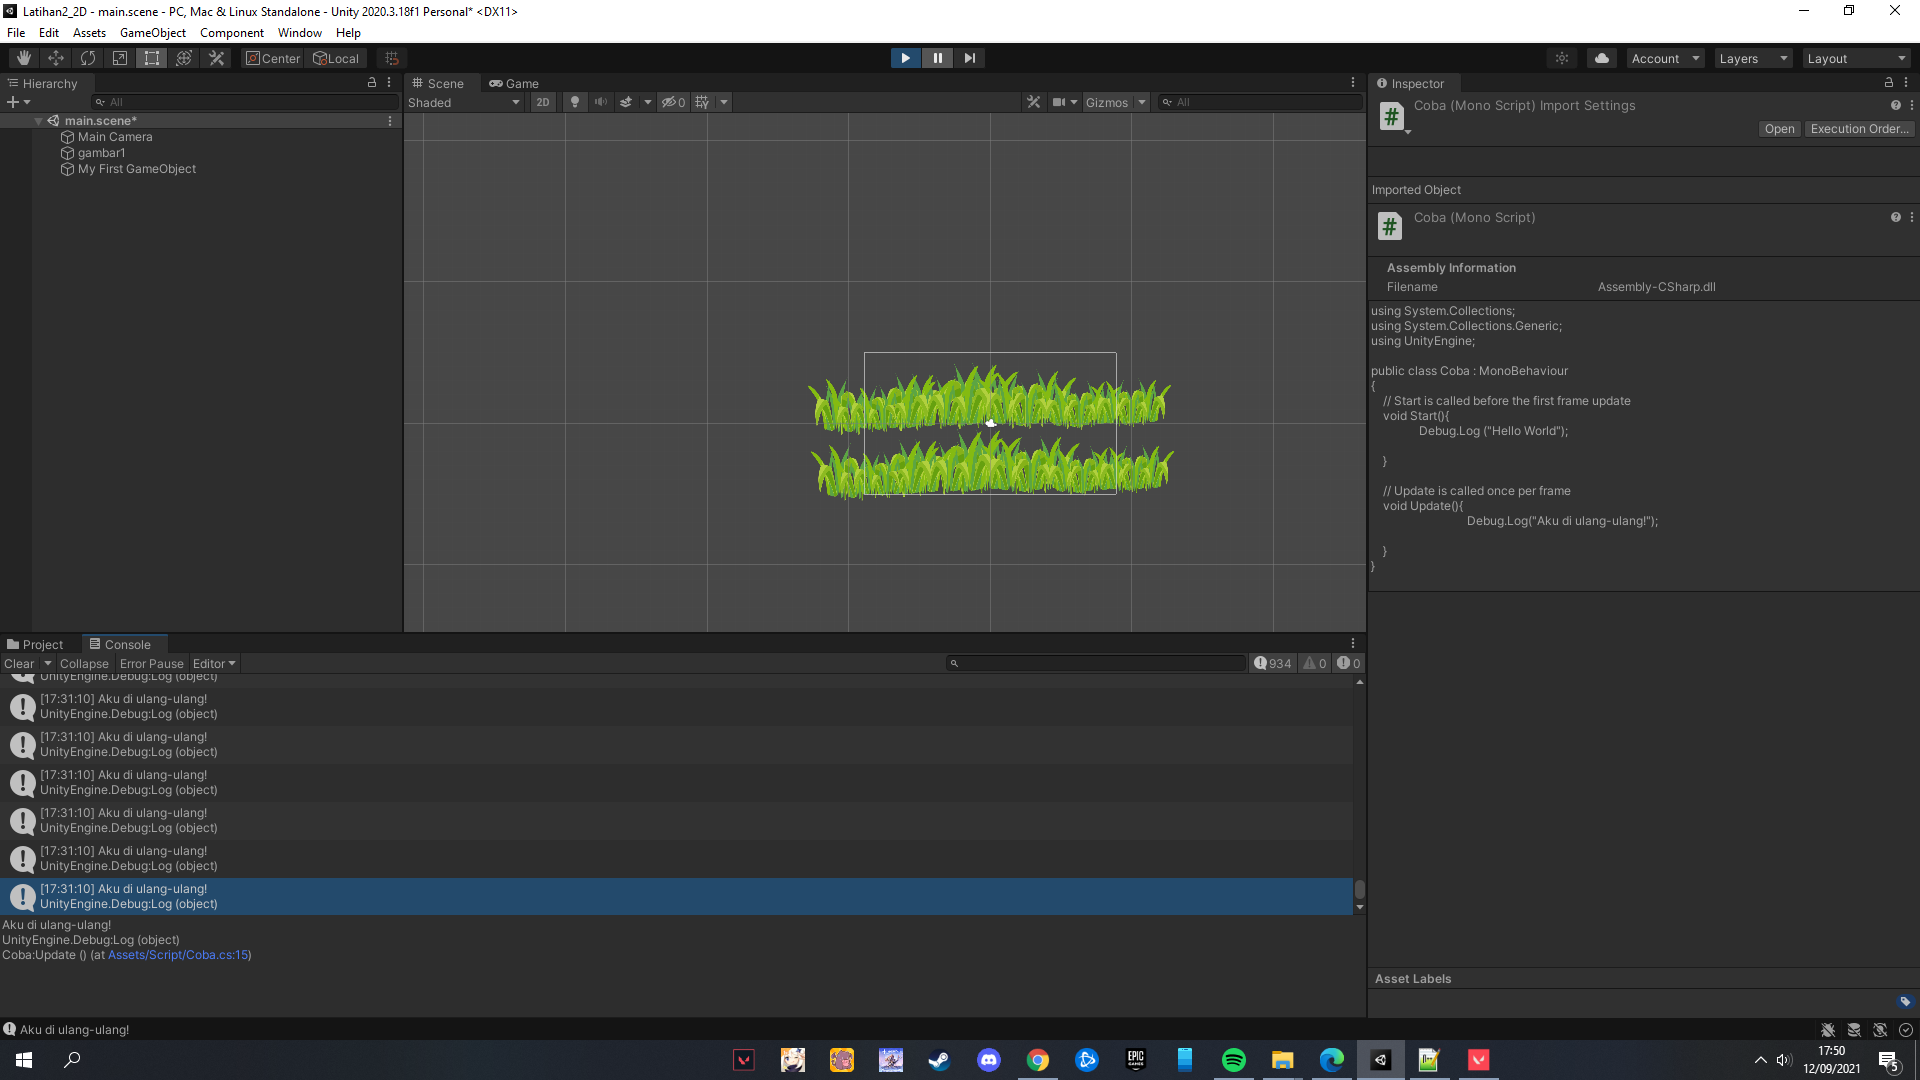 Latihan2_2D - main.scene - PC, Mac & Linux Standalone - Unity 2020.3.18f1 Personal* <DX11>
File Edit Assets GameObject Component Window Help
Center Local Account Layers Layout
Hierarchy
All
main.scene*
Main Camera
gambar1
My First GameObject
Scene Game
Shaded 2D 0 Gizmos All
Inspector
Coba (Mono Script) Import Settings
Open Execution Order...
Imported Object
Coba (Mono Script)
Assembly Information
Filename Assembly-CSharp.dll
using System.Collections;
using System.Collections.Generic;
using UnityEngine;
public class Coba : MonoBehaviour
{
// Start is called before the first frame update
void Start(){
Debug.Log ("Hello World");
}
// Update is called once per frame
void Update(){
Debug.Log("Aku di ulang-ulang!");
}
}
Asset Labels
Project Console
Clear Collapse Error Pause Editor 934 0 0
UnityEngine.Debug:Log (object)
[17:31:10] Aku di ulang-ulang!
UnityEngine.Debug:Log (object)
[17:31:10] Aku di ulang-ulang!
UnityEngine.Debug:Log (object)
[17:31:10] Aku di ulang-ulang!
UnityEngine.Debug:Log (object)
[17:31:10] Aku di ulang-ulang!
UnityEngine.Debug:Log (object)
[17:31:10] Aku di ulang-ulang!
UnityEngine.Debug:Log (object)
[17:31:10] Aku di ulang-ulang!
UnityEngine.Debug:Log (object)
Aku di ulang-ulang!
UnityEngine.Debug:Log (object)
Coba:Update () (at Assets/Script/Coba.cs:15)
Aku di ulang-ulang!
EPIC GAMES
17:50
12/09/2021
5